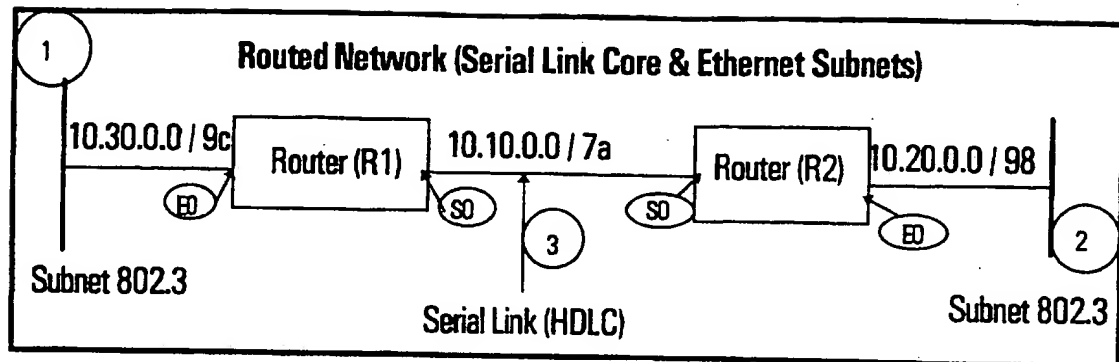 1
Routed Network (Serial Link Core & Ethernet Subnets)
10.30.0.0 / 9c
Router (R1)
10.10.0.0 / 7a
Router (R2)
10.20.0.0 / 98
E0
S0
3
S0
E0
2
Subnet 802.3
Serial Link (HDLC)
Subnet 802.3